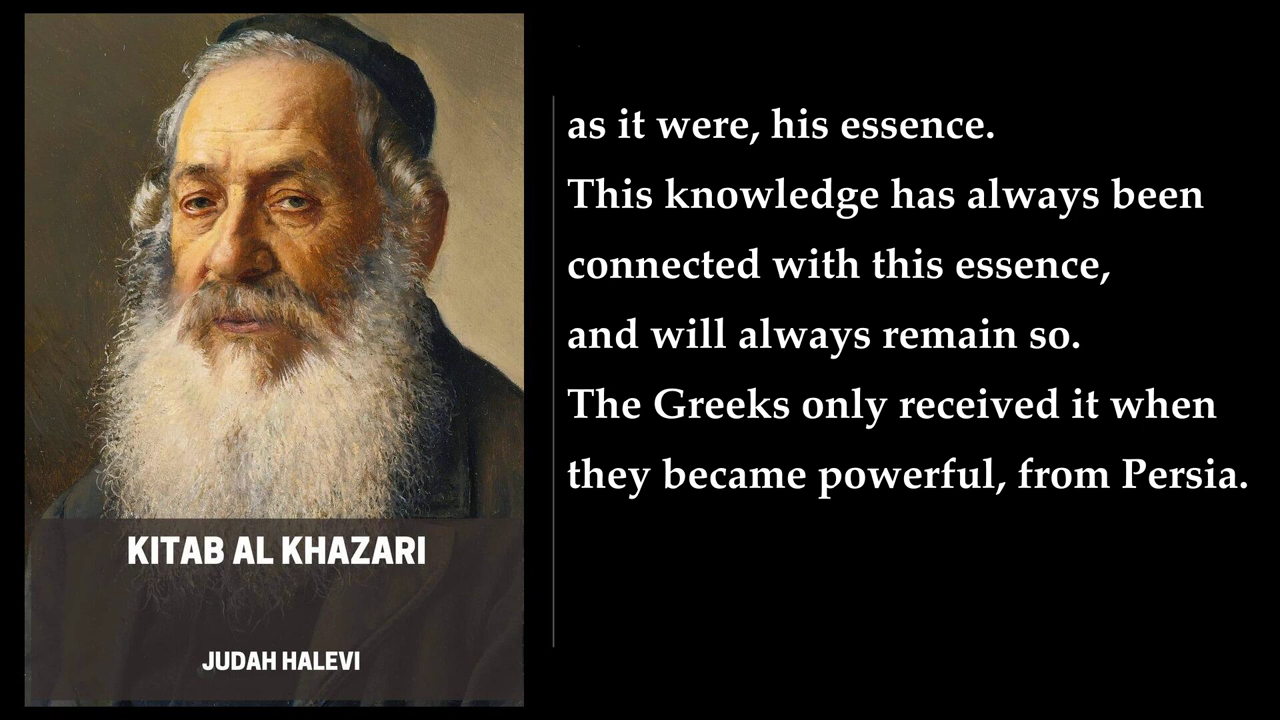 as it were, his essence.
This knowledge has always been
connected with this essence,
and will always remain so.
The Greeks only received it when
they became powerful, from Persia.
KITAB AL KHAZARI
JUDAH HALEVI